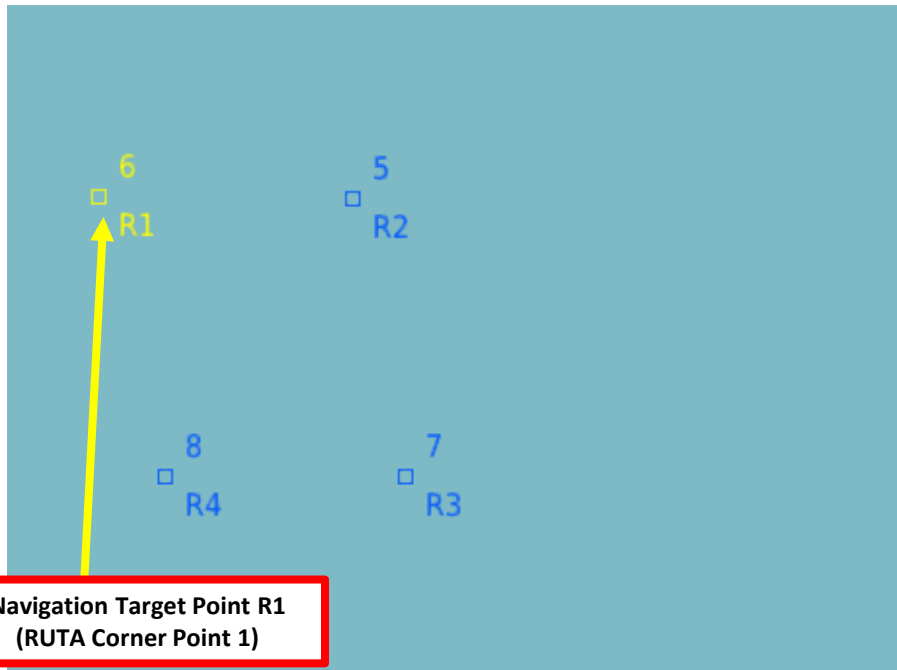 6
R1
5
R2
8
R4
7
R3
Navigation Target Point R1
(RUTA Corner Point 1)